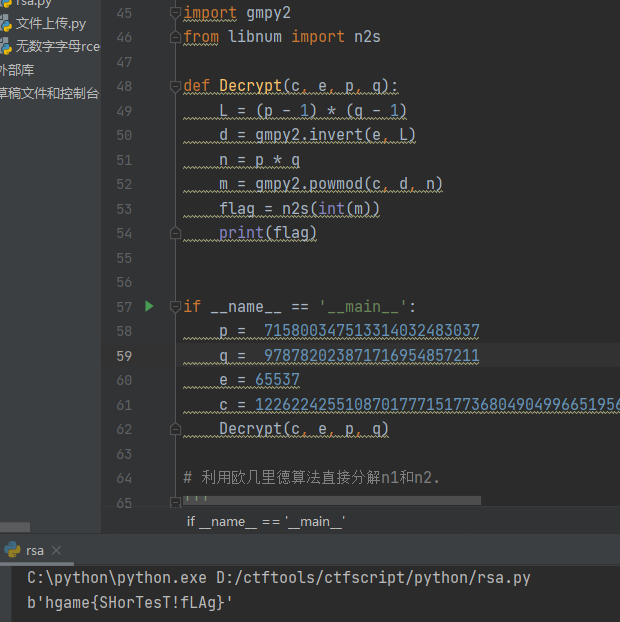 rsa.py
文件上传.py
无数字字母rce
外部库
草稿文件和控制台
45 import gmpy2
46 from libnum import n2s
47
48 def Decrypt(c, e, p, q):
49 L = (p - 1) * (q - 1)
50 d = gmpy2.invert(e, L)
51 n = p * q
52 m = gmpy2.powmod(c, d, n)
53 flag = n2s(int(m))
54 print(flag)
55
56
57 if __name__ == '__main__':
58 p = 715800347513314032483037
59 q = 978782023871716954857211
60 e = 65537
61 c = 122622425510870177715177368049049966519567
62 Decrypt(c, e, p, q)
63
64 # 利用欧几里德算法直接分解n1和n2.
65 '''
if __name__ == '__main__'
rsa
C:\python\python.exe D:/ctftools/ctfscript/python/rsa.py
b'hgame{SHorTesT!fLAg}'